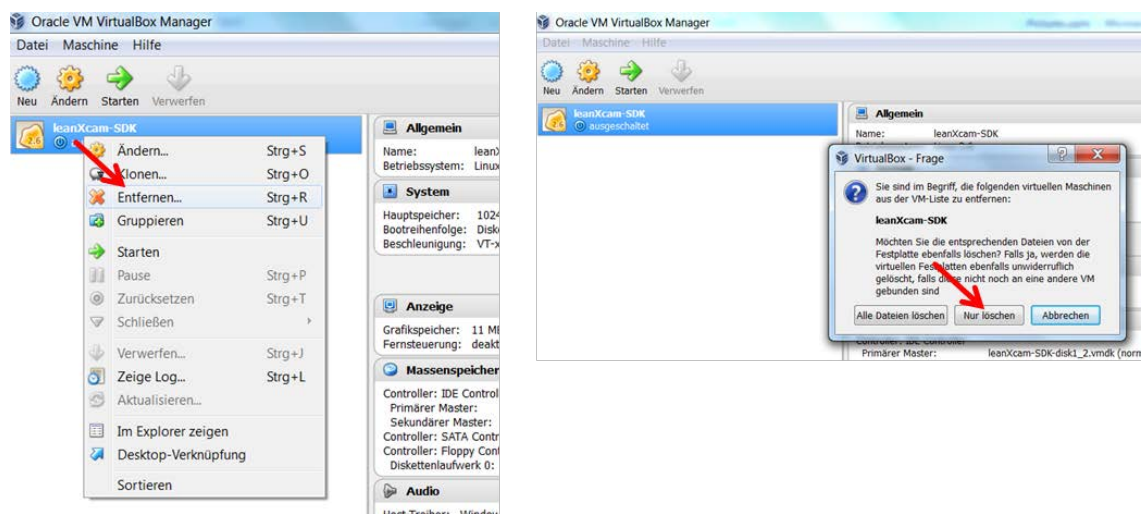 Oracle VM VirtualBox Manager
Datei Maschine Hilfe
Neu Ändern Starten Verwerfen
leanXcam-SDK
Ändern... Strg+S
Klonen... Strg+O
Entfernen... Strg+R
Gruppieren Strg+U
Starten
Pause Strg+P
Zurücksetzen Strg+T
Schließen
Verwerfen... Strg+J
Zeige Log... Strg+L
Aktualisieren...
Im Explorer zeigen
Desktop-Verknüpfung
Sortieren
Allgemein
Name: leanX
Betriebssystem: Linux
System
Hauptspeicher: 1024
Bootreihenfolge: Disk
Beschleunigung: VT-x
Anzeige
Grafikspeicher: 11 MB
Fernsteuerung: deakt
Massenspeicher
Controller: IDE Control
Primärer Master:
Sekundärer Master:
Controller: SATA Contr
Controller: Floppy Cont
Diskettenlaufwerk 0:
Audio
Oracle VM VirtualBox Manager
Datei Maschine Hilfe
Neu Ändern Starten Verwerfen
leanXcam-SDK
ausgeschaltet
Allgemein
Name: leanXcam-SDK
VirtualBox - Frage
Sie sind im Begriff, die folgenden virtuellen Maschinen
aus der VM-Liste zu entfernen:
leanXcam-SDK
Möchten Sie die entsprechenden Dateien von der
Festplatte ebenfalls löschen? Falls ja, werden die
virtuellen Festplatten ebenfalls unwiderruflich
gelöscht, falls diese nicht noch an eine andere VM
gebunden sind
Alle Dateien löschen Nur löschen Abbrechen
Primärer Master: leanXcam-SDK-disk1_2.vmdk (norm